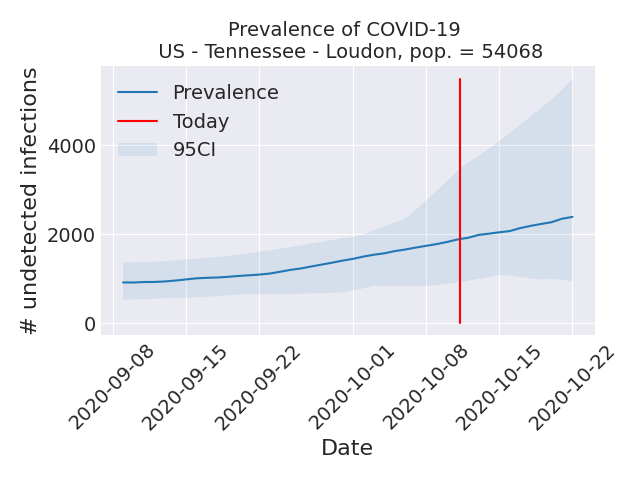 Prevalence of COVID-19
US - Tennessee - Loudon, pop. = 54068
Prevalence
Today
95CI
# undetected infections
4000
2000
0
2020-09-08
2020-09-15
2020-09-22
2020-10-01
2020-10-08
2020-10-15
2020-10-22
Date